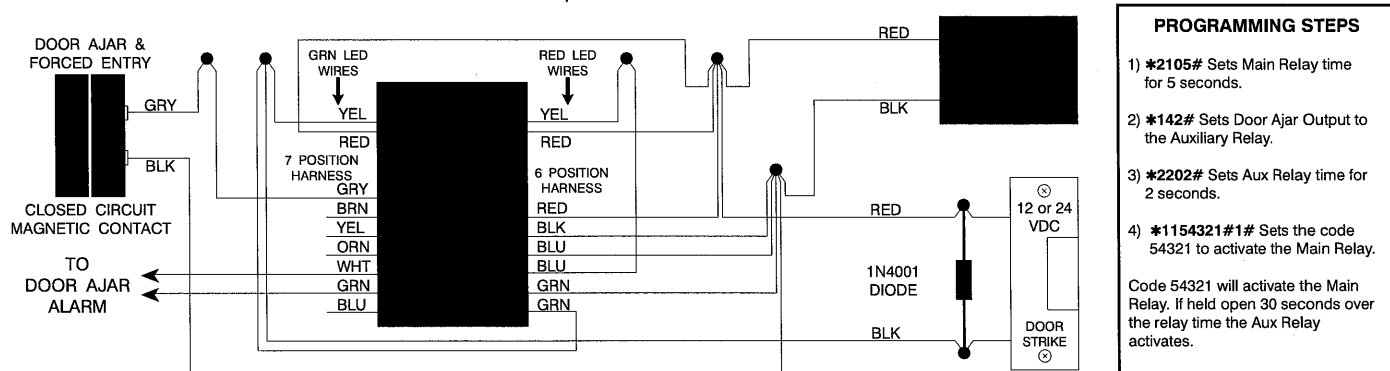 DOOR AJAR &
FORCED ENTRY
GRY
BLK
CLOSED CIRCUIT
MAGNETIC CONTACT
TO
DOOR AJAR
ALARM
GRN LED
WIRES
YEL
RED
7 POSITION
HARNESS
GRY
BRN
YEL
ORN
WHT
GRN
BLU
RED LED
WIRES
YEL
RED
6 POSITION
HARNESS
RED
BLK
BLU
BLU
GRN
GRN
RED
BLK
RED
1N4001
DIODE
BLK
12 or 24
VDC
DOOR
STRIKE
PROGRAMMING STEPS
1) *2105# Sets Main Relay time
for 5 seconds.
2) *142# Sets Door Ajar Output to
the Auxiliary Relay.
3) *2202# Sets Aux Relay time for
2 seconds.
4) *1154321#1# Sets the code
54321 to activate the Main Relay.
Code 54321 will activate the Main
Relay. If held open 30 seconds over
the relay time the Aux Relay
activates.